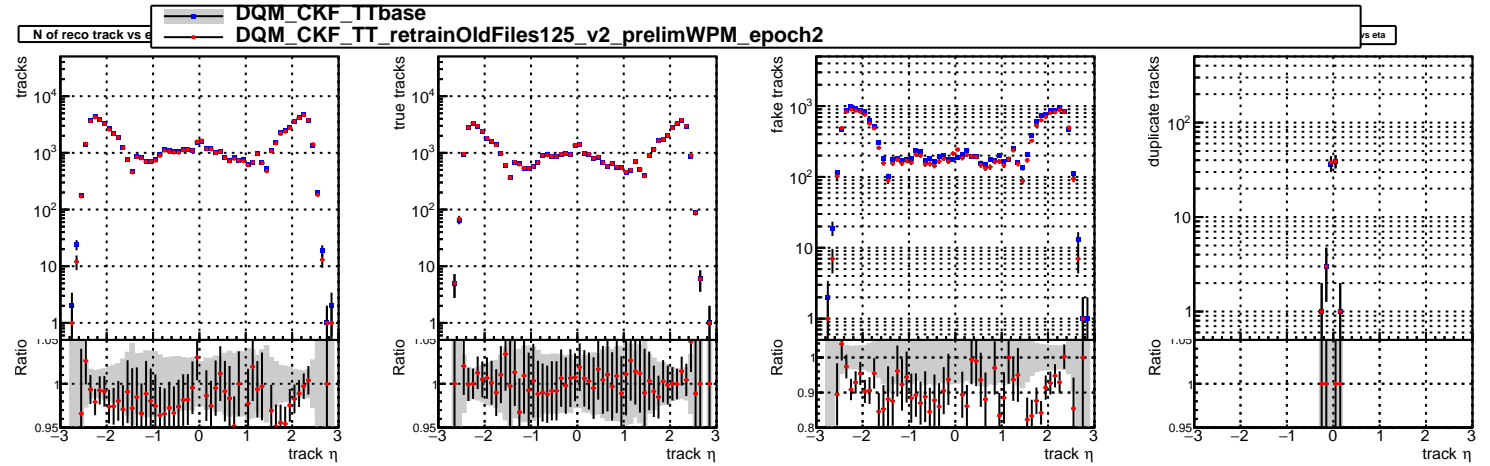 DQM_CKF_TTbase
DQM_CKF_TT_retrainOldFiles125_v2_prelimWPM_epoch2
N of reco track vs e
vs eta
tracks
10⁴
10³
10²
10
1
Ratio
1.05
1
0.95
−3 −2 −1 0 1 2 3
track η
true tracks
10⁴
10³
10²
10
1
Ratio
1.05
1
0.95
−3 −2 −1 0 1 2 3
track η
fake tracks
10³
10²
10
1
Ratio
1
0.9
0.8
−3 −2 −1 0 1 2 3
track η
duplicate tracks
10²
10
1
Ratio
1.05
1
0.95
−3 −2 −1 0 1 2 3
track η